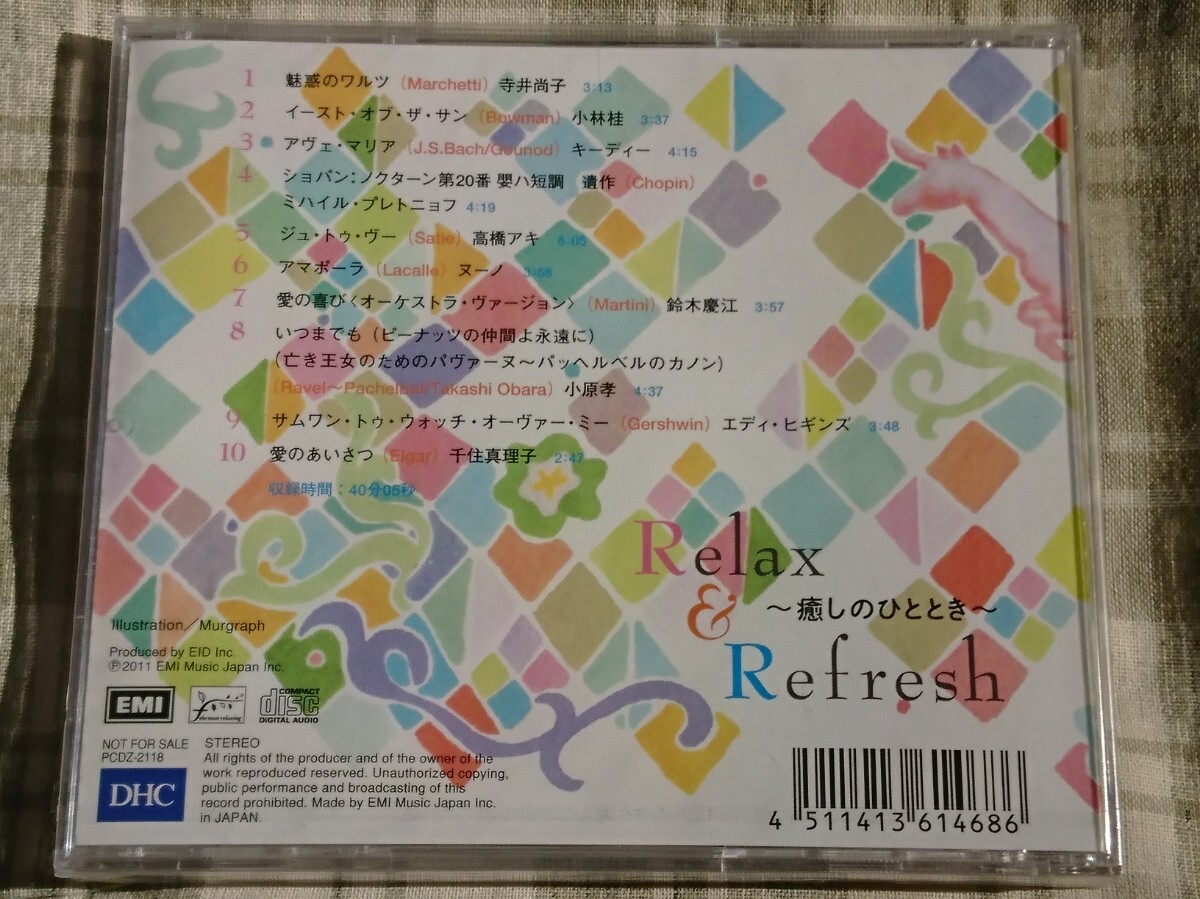 1 魅惑のワルツ (Marchetti) 寺井尚子 3:13
2 イースト・オブ・ザ・サン (Bowman) 小林桂 3:37
3 アヴェ・マリア (J.S.Bach/Gounod) キーディー 4:15
4 ショパン:ノクターン第20番 嬰ハ短調 遺作 (Chopin)
ミハイル・プレトニョフ 4:19
5 ジュ・トゥ・ヴー (Satie) 高橋アキ 5:05
6 アマポーラ (Lacalle) ヌーノ 3:58
7 愛の喜び〈オーケストラ・ヴァージョン〉 (Martini) 鈴木慶江 3:57
8 いつまでも (ピーナッツの仲間よ永遠に)
(亡き王女のためのパヴァーヌ～パッヘルベルのカノン)
(Ravel～Pachelbel/Takashi Obara) 小原孝 4:37
9 サムワン・トゥ・ウォッチ・オーヴァー・ミー (Gershwin) エディ・ヒギンズ 3:48
10 愛のあいさつ (Elgar) 千住真理子 2:47
収録時間：40分05秒
Relax
& ～癒しのひととき～
Refresh
Illustration／Murgraph
Produced by EID Inc.
℗2011 EMI Music Japan Inc.
EMI
the most relaxing
COMPACT
disc
DIGITAL AUDIO
NOT FOR SALE
PCDZ-2118
DHC
STEREO
All rights of the producer and of the owner of the
work reproduced reserved. Unauthorized copying,
public performance and broadcasting of this
record prohibited. Made by EMI Music Japan Inc.
in JAPAN.
4 511413 614686